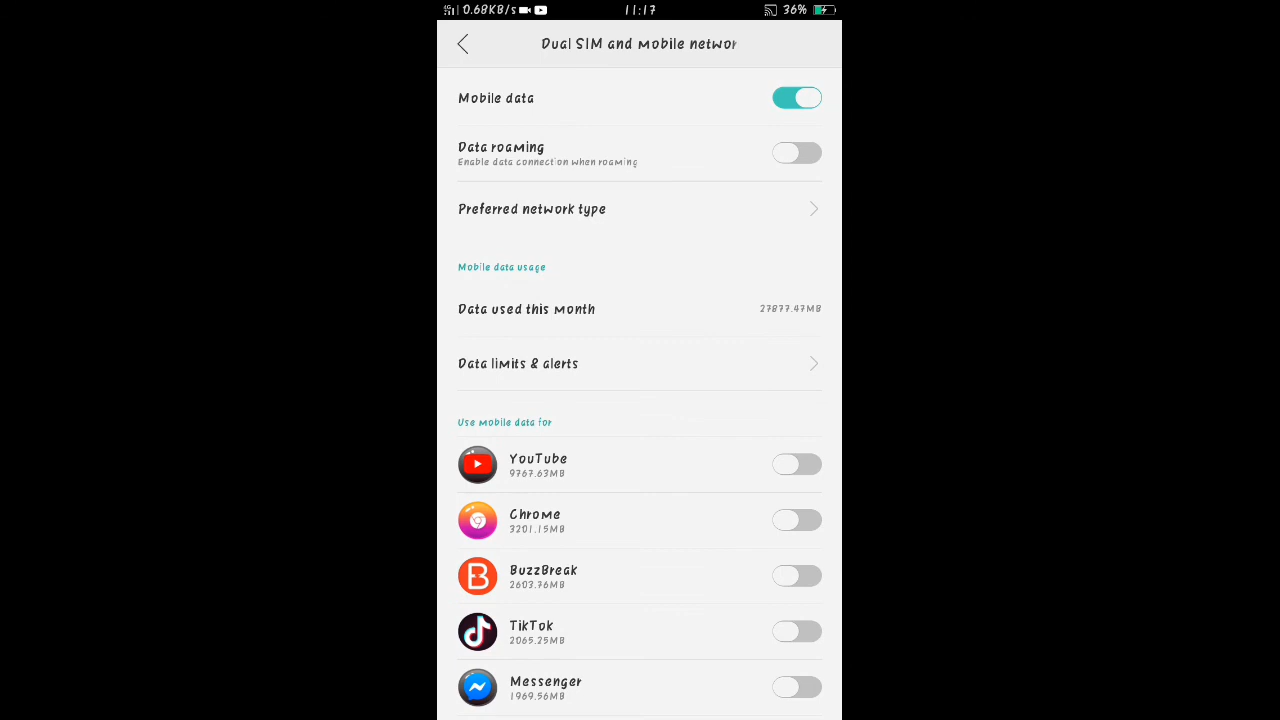 4G 0.68KB/s 11:17 36%
Dual SIM and mobile networ
Mobile data
Data roaming
Enable data connection when roaming
Preferred network type
Mobile data usage
Data used this month 27877.47MB
Data limits & alerts
Use mobile data for
YouTube
9767.63MB
Chrome
3201.15MB
BuzzBreak
2603.76MB
TikTok
2065.25MB
Messenger
1969.56MB